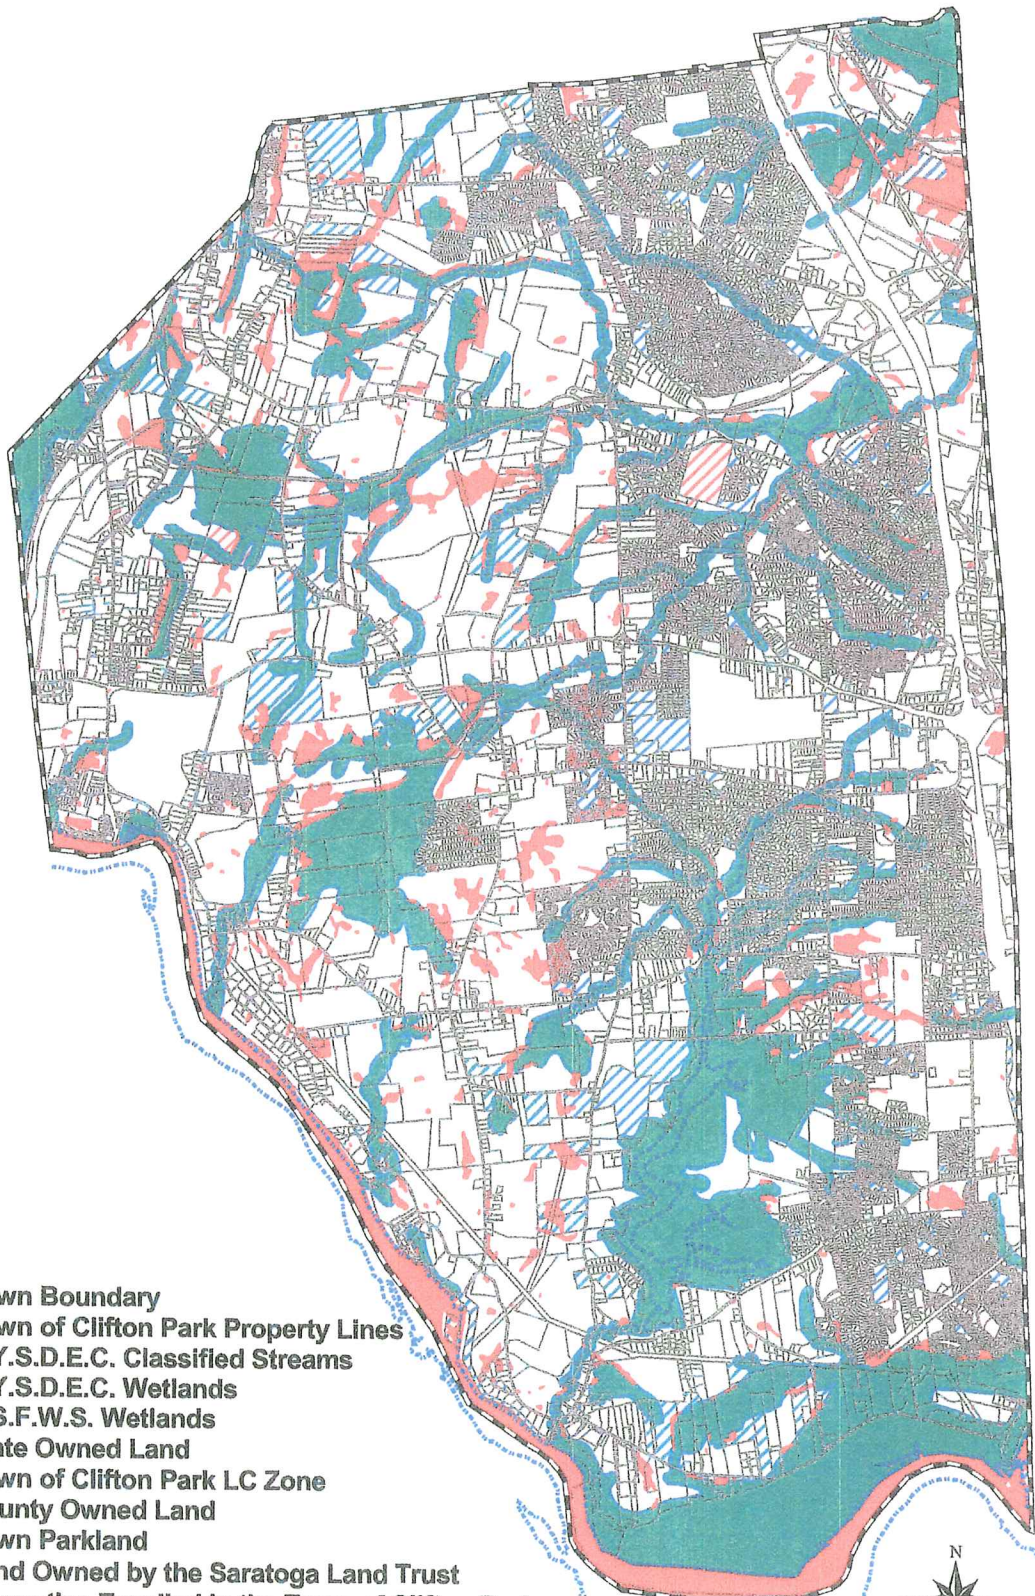 wn Boundary
wn of Clifton Park Property Lines
Y.S.D.E.C. Classified Streams
Y.S.D.E.C. Wetlands
S.F.W.S. Wetlands
ate Owned Land
wn of Clifton Park LC Zone
unty Owned Land
wn Parkland
nd Owned by the Saratoga Land Trust
N